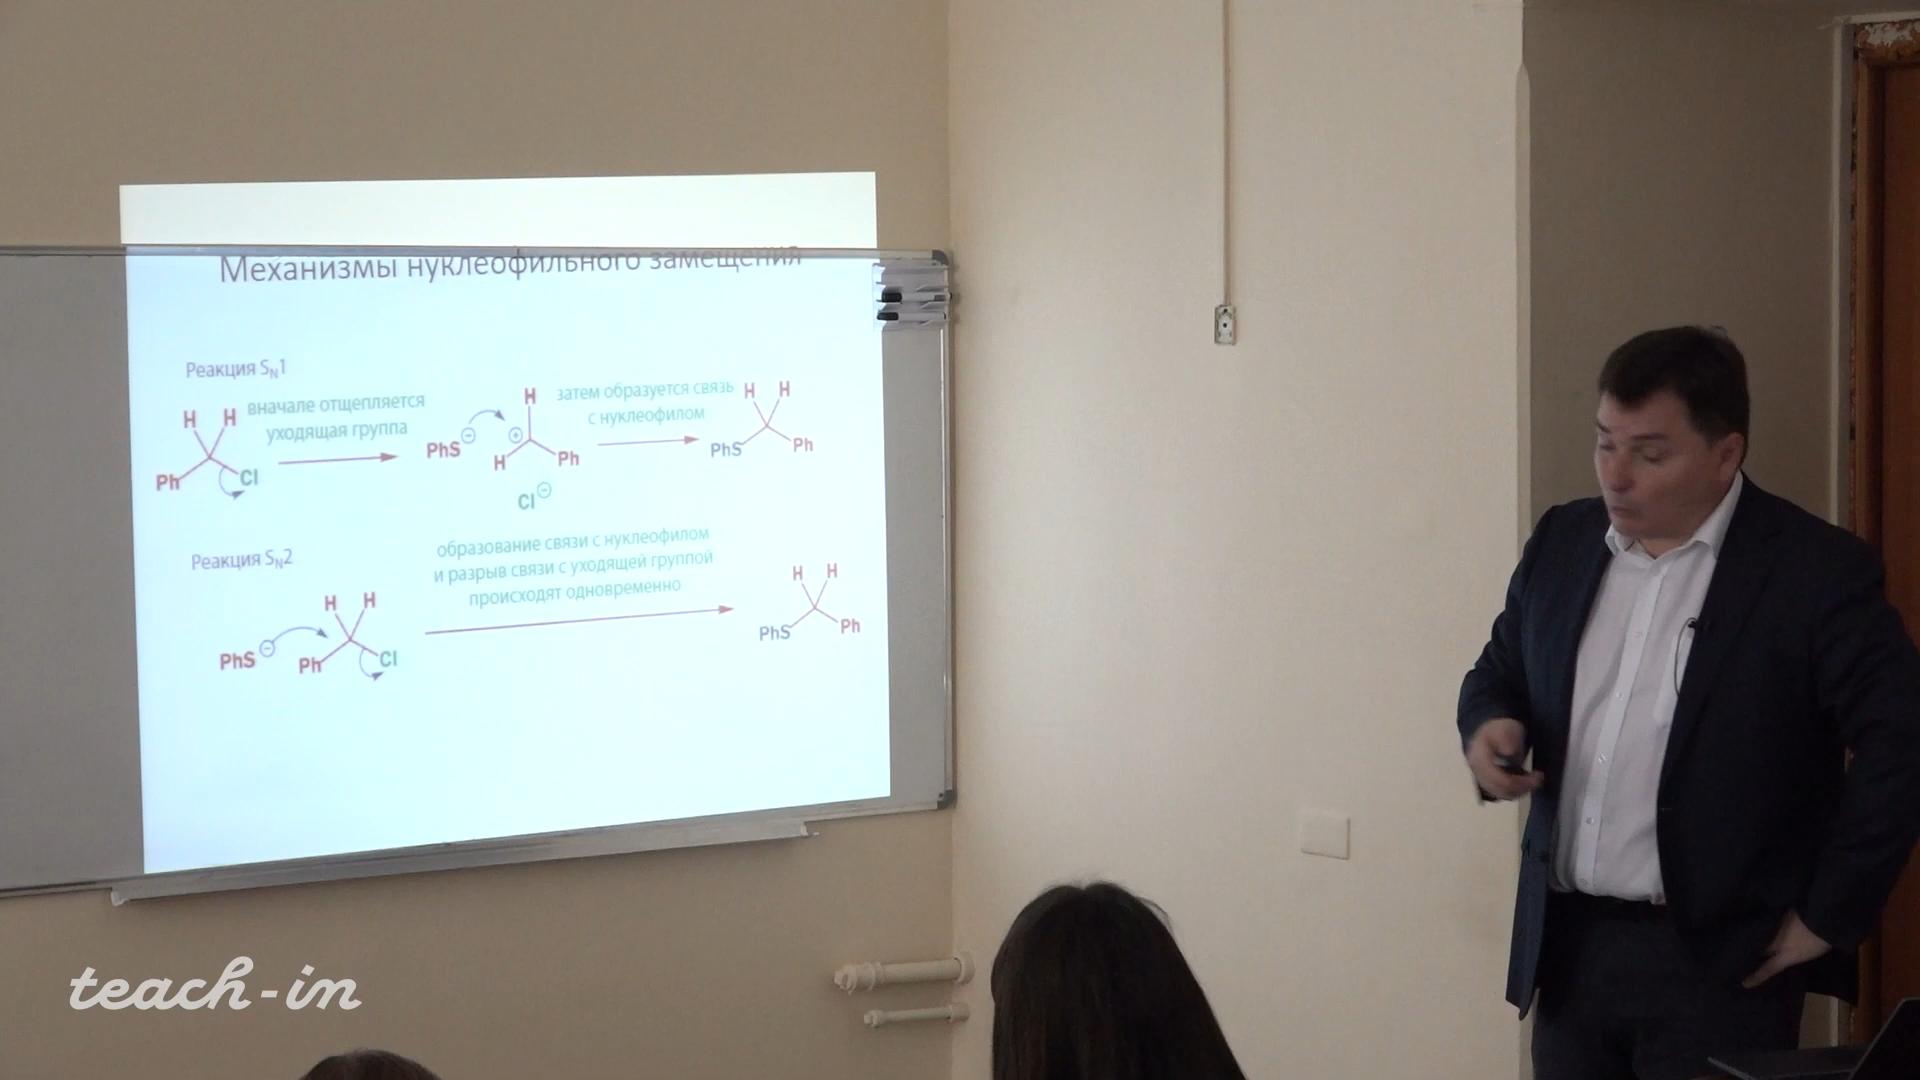 Механизмы нуклеофильного замещения
Реакция SN1
вначале отщепляется
уходящая группа
затем образуется связь
с нуклеофилом
H H
Ph Cl
PhS⊖
H
⊕
H Ph
Cl⊖
H H
PhS Ph
Реакция SN2
образование связи с нуклеофилом
и разрыв связи с уходящей группой
происходят одновременно
H H
PhS⊖ Ph Cl
H H
PhS Ph
teach-in